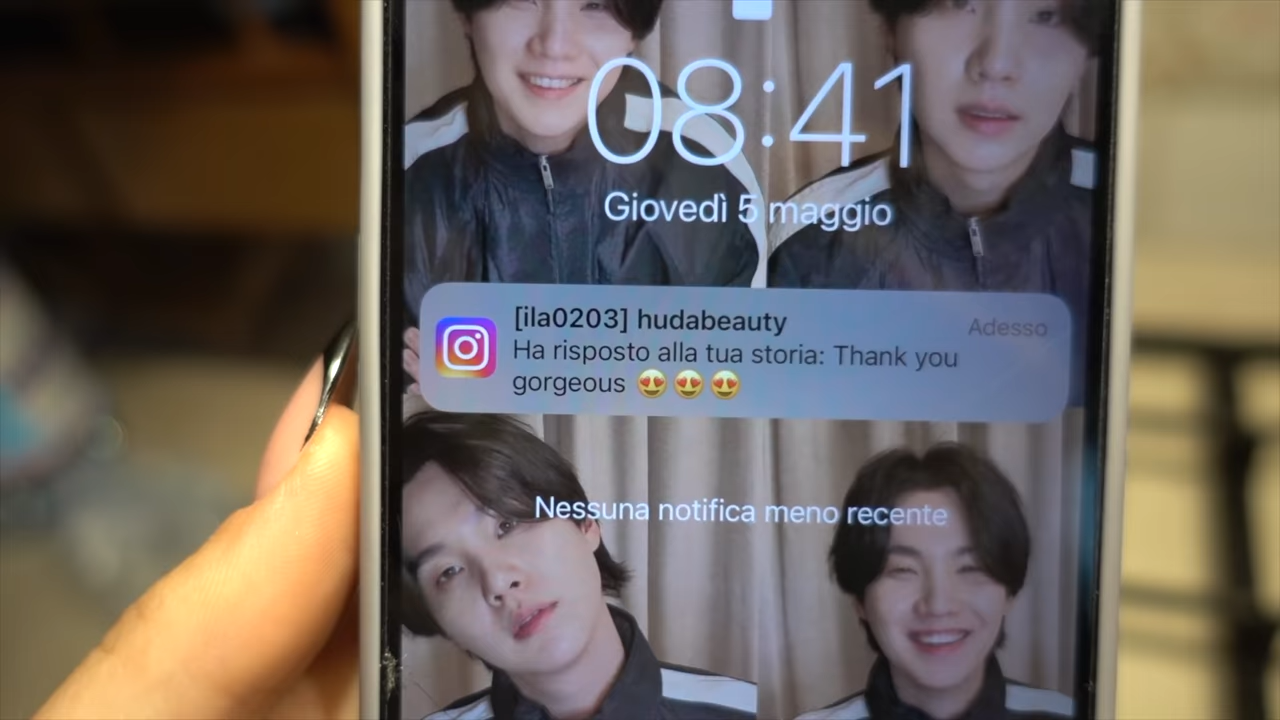 08:41
Giovedì 5 maggio
[ila0203] hudabeauty
Adesso
Ha risposto alla tua storia: Thank you
gorgeous 😍😍😍
Nessuna notifica meno recente